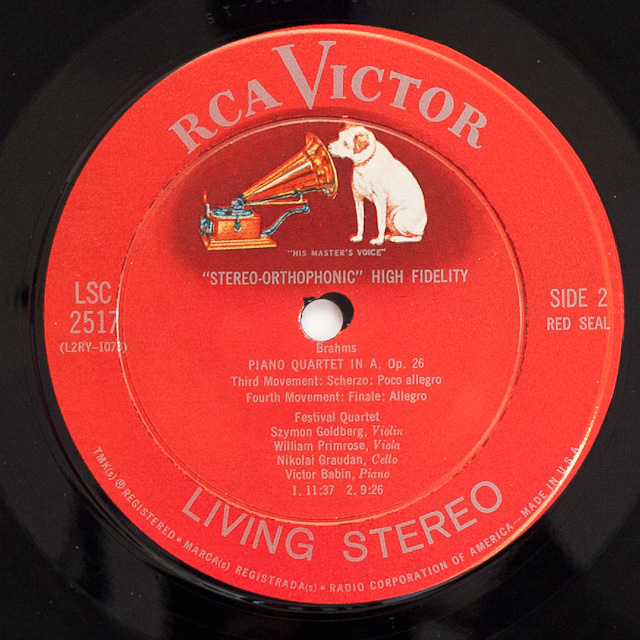 RCA VICTOR
"HIS MASTER'S VOICE"
"STEREO-ORTHOPHONIC" HIGH FIDELITY
LSC
2517
(L2RY-1073)
SIDE 2
RED SEAL
Brahms
PIANO QUARTET IN A, Op. 26
Third Movement: Scherzo: Poco allegro
Fourth Movement: Finale: Allegro
Festival Quartet
Szymon Goldberg, Violin
William Primrose, Viola
Nikolai Graudan, Cello
Victor Babin, Piano
1. 11:37 2. 9:26
LIVING STEREO
TMK(s) ® REGISTERED • MARCA(s) REGISTRADA(s) • RADIO CORPORATION OF AMERICA—MADE IN U.S.A.